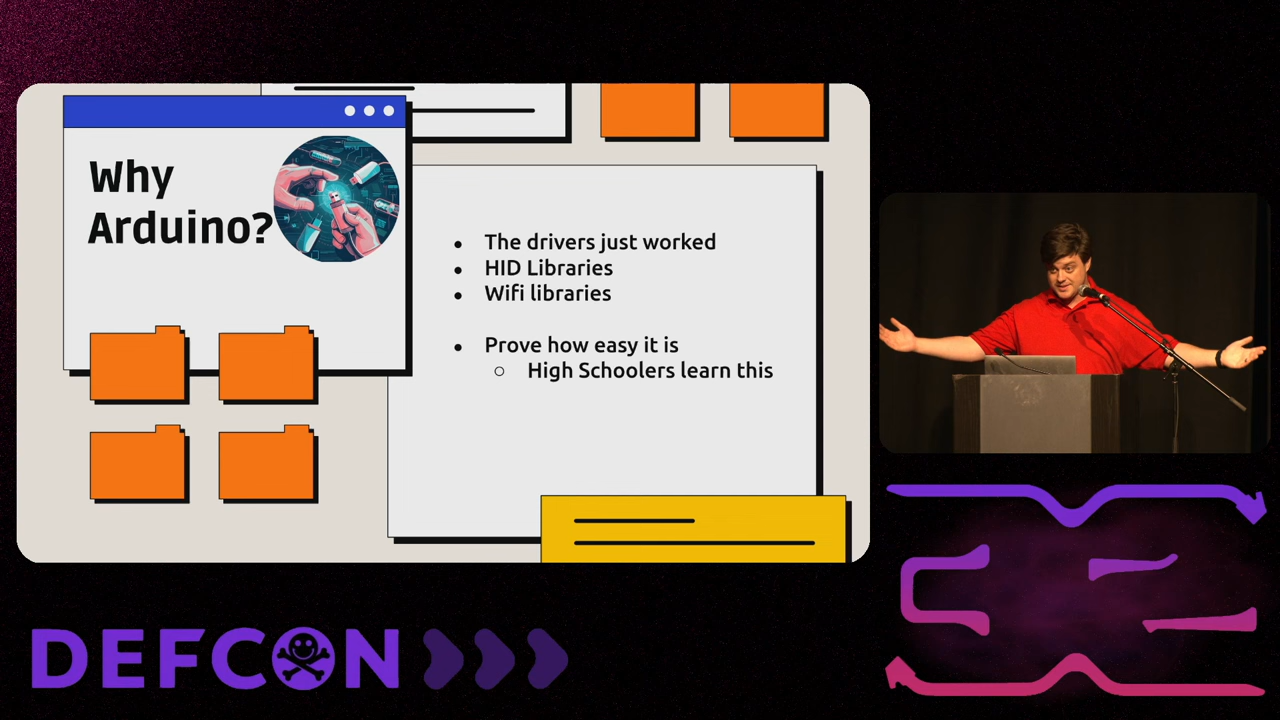 Why
Arduino?
The drivers just worked
HID Libraries
Wifi libraries
Prove how easy it is
High Schoolers learn this
DEFCON